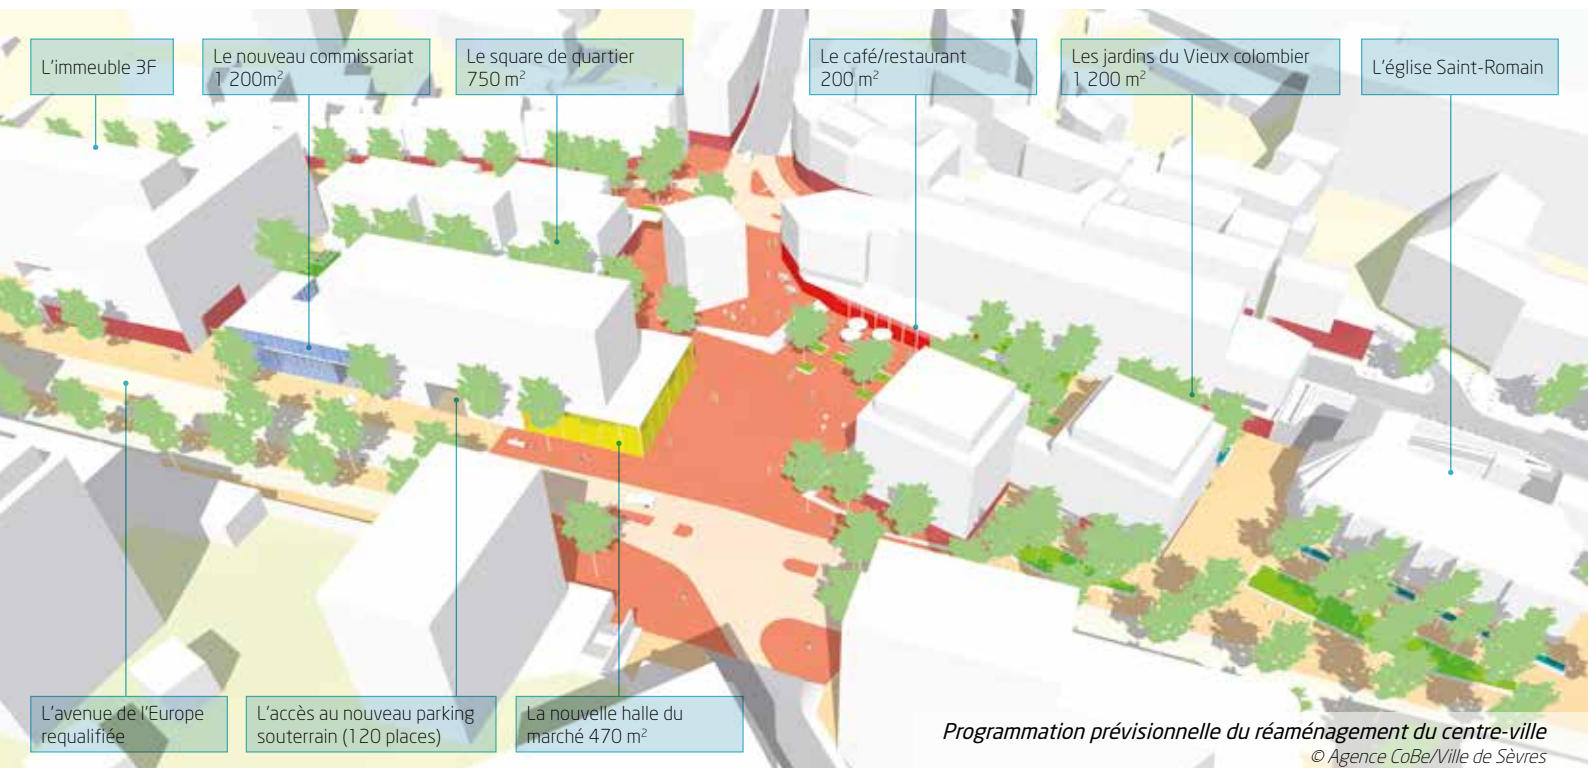 L'immeuble 3F
Le nouveau commissariat
1 200m²
Le square de quartier
750 m²
Le café/restaurant
200 m²
Les jardins du Vieux colombier
1 200 m²
L'église Saint-Romain
L'avenue de l'Europe
requalifiée
L'accès au nouveau parking
souterrain (120 places)
La nouvelle halle du
marché 470 m²
Programmation prévisionnelle du réaménagement du centre-ville
© Agence CoBe/Ville de Sèvres